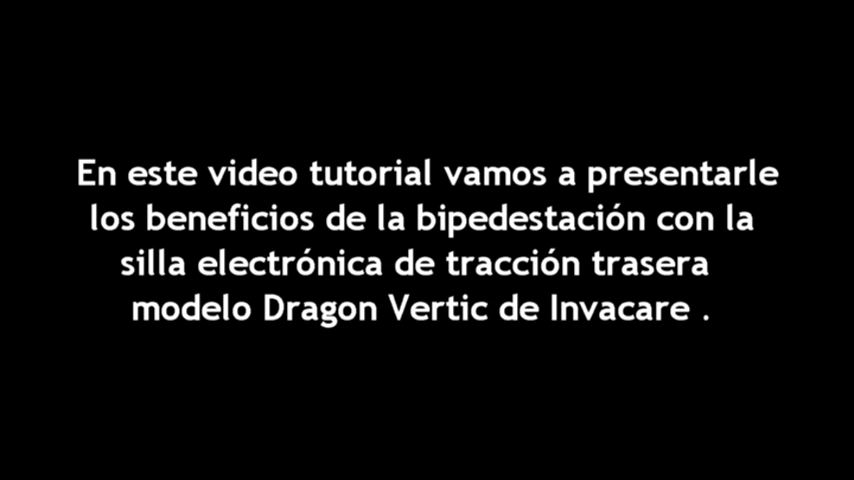 En este video tutorial vamos a presentarle
los beneficios de la bipedestación con la
silla electrónica de tracción trasera
modelo Dragon Vertic de Invacare .